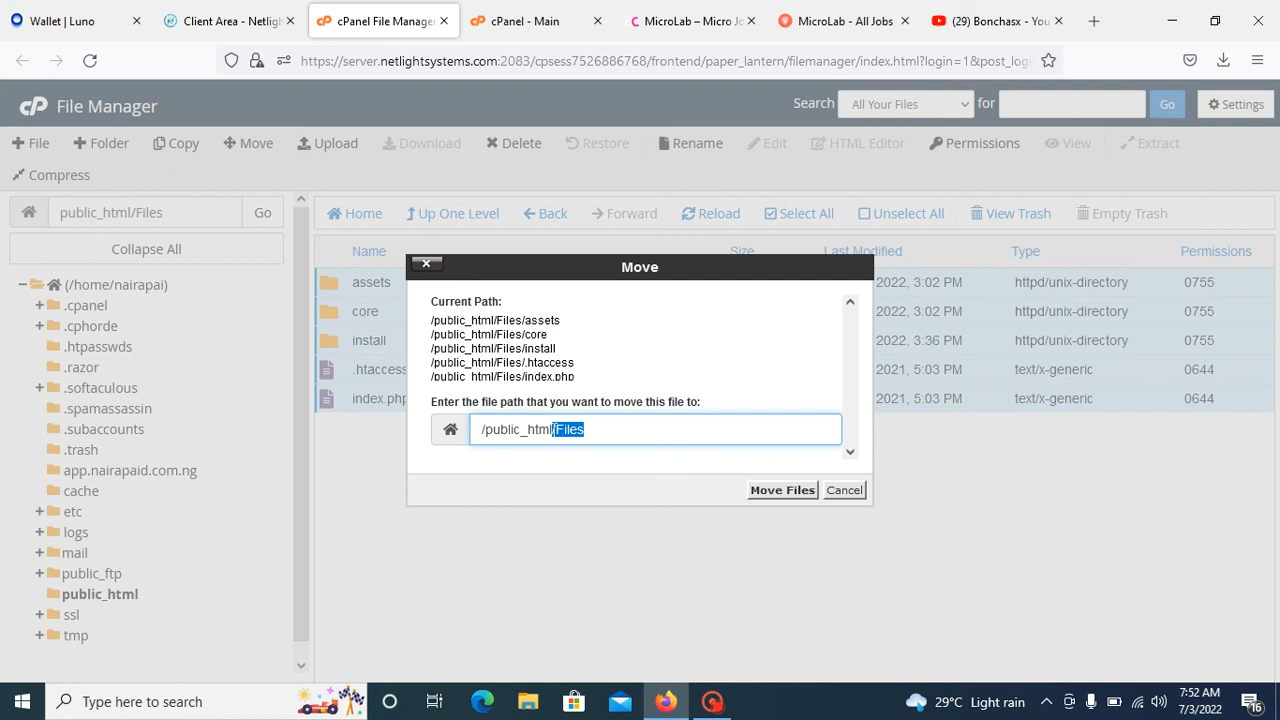 Wallet | Luno
Client Area - Netlight
cPanel File Manager
cPanel - Main
MicroLab – Micro Jo
MicroLab - All Jobs
(29) Bonchasx - You
https://server.netlightsystems.com:2083/cpsess7526886768/frontend/paper_lantern/filemanager/index.html?login=1&post_logi
cP File Manager
Search All Your Files for Go Settings
File Folder Copy Move Upload Download Delete Restore Rename Edit HTML Editor Permissions View Extract
Compress
public_html/Files Go
Home Up One Level Back Forward Reload Select All Unselect All View Trash Empty Trash
Collapse All
Name Size Last Modified Type Permissions
(/home/nairapai)
.cpanel
.cphorde
.htpasswds
.razor
.softaculous
.spamassassin
.subaccounts
.trash
app.nairapaid.com.ng
cache
etc
logs
mail
public_ftp
public_html
ssl
tmp
assets 2022, 3:02 PM httpd/unix-directory 0755
core 2022, 3:02 PM httpd/unix-directory 0755
install 2022, 3:36 PM httpd/unix-directory 0755
.htaccess 2022, 5:03 PM text/x-generic 0644
index.php 2022, 5:03 PM text/x-generic 0644
Move
Current Path:
/public_html/Files/assets
/public_html/Files/core
/public_html/Files/install
/public_html/Files/.htaccess
/public_html/Files/index.php
Enter the file path that you want to move this file to:
/public_html/Files
Move Files Cancel
Type here to search
29°C Light rain
7:52 AM
7/3/2022
16